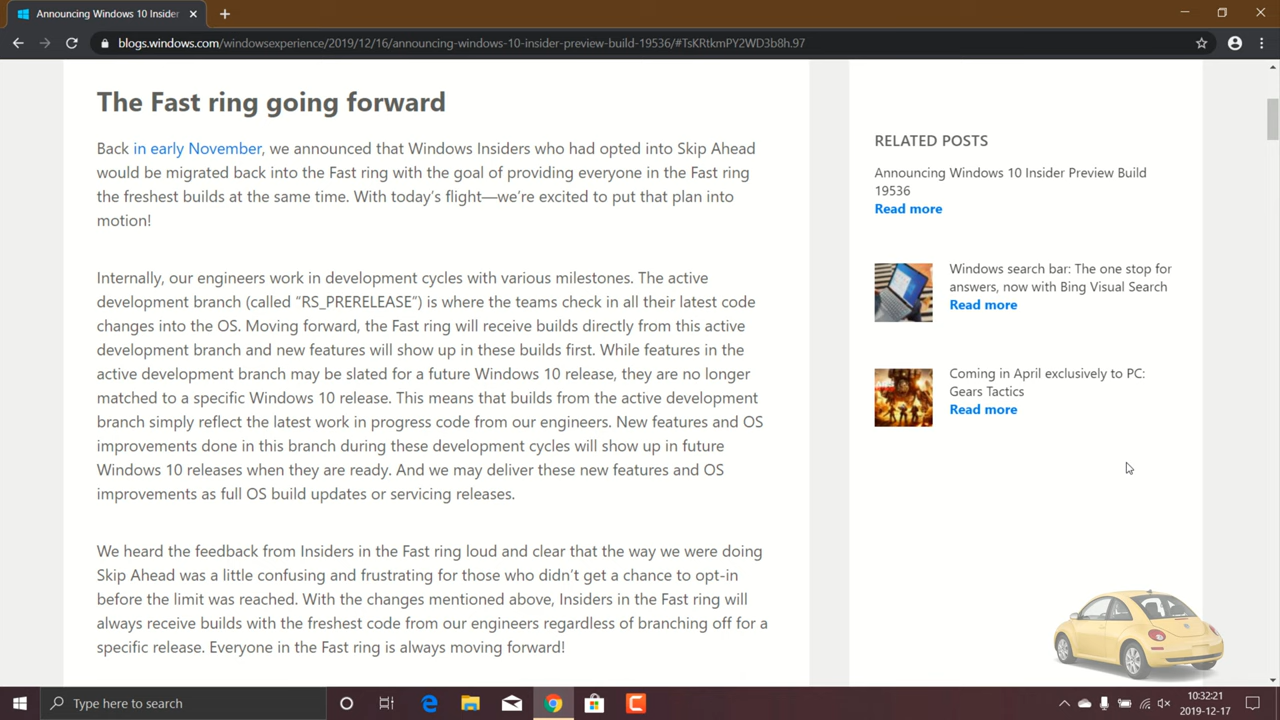 Announcing Windows 10 Insider
blogs.windows.com/windowsexperience/2019/12/16/announcing-windows-10-insider-preview-build-19536/#TsKRtkmPY2WD3b8h.97
The Fast ring going forward
Back in early November, we announced that Windows Insiders who had opted into Skip Ahead
would be migrated back into the Fast ring with the goal of providing everyone in the Fast ring
the freshest builds at the same time. With today’s flight—we’re excited to put that plan into
motion!
Internally, our engineers work in development cycles with various milestones. The active
development branch (called “RS_PRERELEASE”) is where the teams check in all their latest code
changes into the OS. Moving forward, the Fast ring will receive builds directly from this active
development branch and new features will show up in these builds first. While features in the
active development branch may be slated for a future Windows 10 release, they are no longer
matched to a specific Windows 10 release. This means that builds from the active development
branch simply reflect the latest work in progress code from our engineers. New features and OS
improvements done in this branch during these development cycles will show up in future
Windows 10 releases when they are ready. And we may deliver these new features and OS
improvements as full OS build updates or servicing releases.
We heard the feedback from Insiders in the Fast ring loud and clear that the way we were doing
Skip Ahead was a little confusing and frustrating for those who didn’t get a chance to opt-in
before the limit was reached. With the changes mentioned above, Insiders in the Fast ring will
always receive builds with the freshest code from our engineers regardless of branching off for a
specific release. Everyone in the Fast ring is always moving forward!
RELATED POSTS
Announcing Windows 10 Insider Preview Build
19536
Read more
Windows search bar: The one stop for
answers, now with Bing Visual Search
Read more
Coming in April exclusively to PC:
Gears Tactics
Read more
Type here to search
10:32:21
2019-12-17